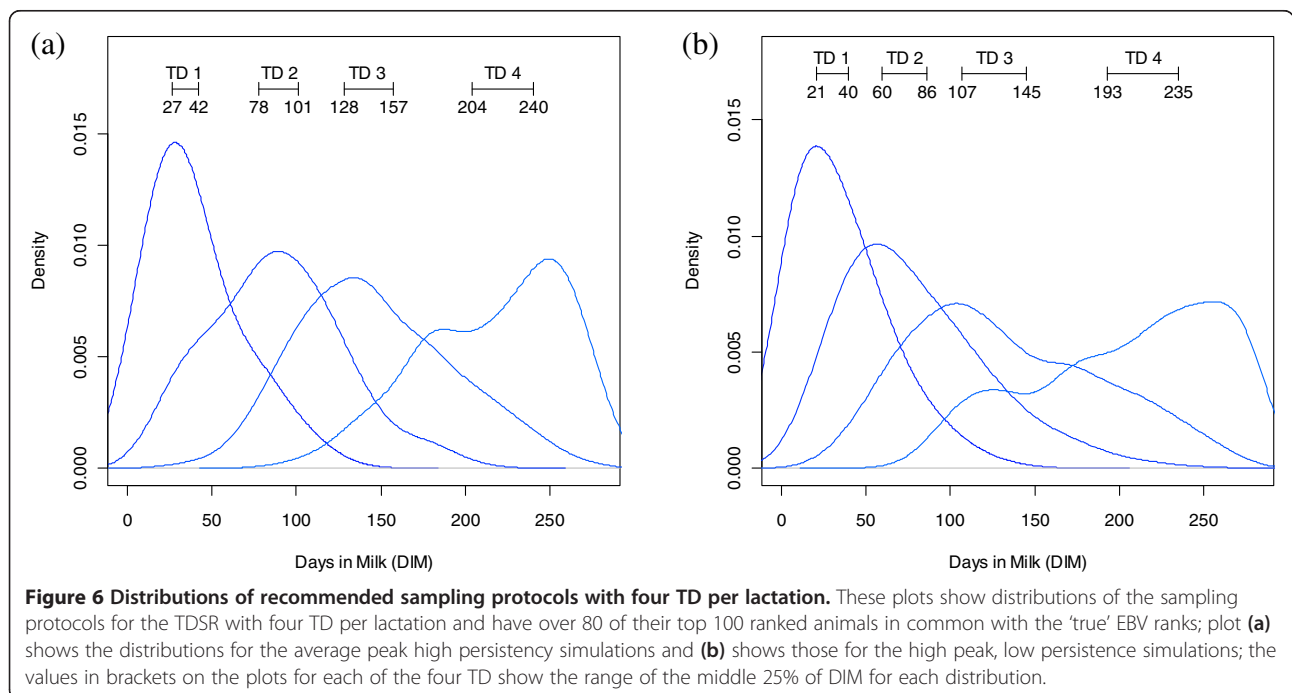 (a)
TD 1 TD 2 TD 3 TD 4
27 42 78 101 128 157 204 240
0.015
0.010
0.005
0.000
Density
0 50 100 150 200 250
Days in Milk (DIM)
(b)
TD 1 TD 2 TD 3 TD 4
21 40 60 86 107 145 193 235
0.015
0.010
0.005
0.000
Density
0 50 100 150 200 250
Days in Milk (DIM)
Figure 6 Distributions of recommended sampling protocols with four TD per lactation. These plots show distributions of the sampling
protocols for the TDSR with four TD per lactation and have over 80 of their top 100 ranked animals in common with the ‘true’ EBV ranks; plot (a)
shows the distributions for the average peak high persistency simulations and (b) shows those for the high peak, low persistence simulations; the
values in brackets on the plots for each of the four TD show the range of the middle 25% of DIM for each distribution.